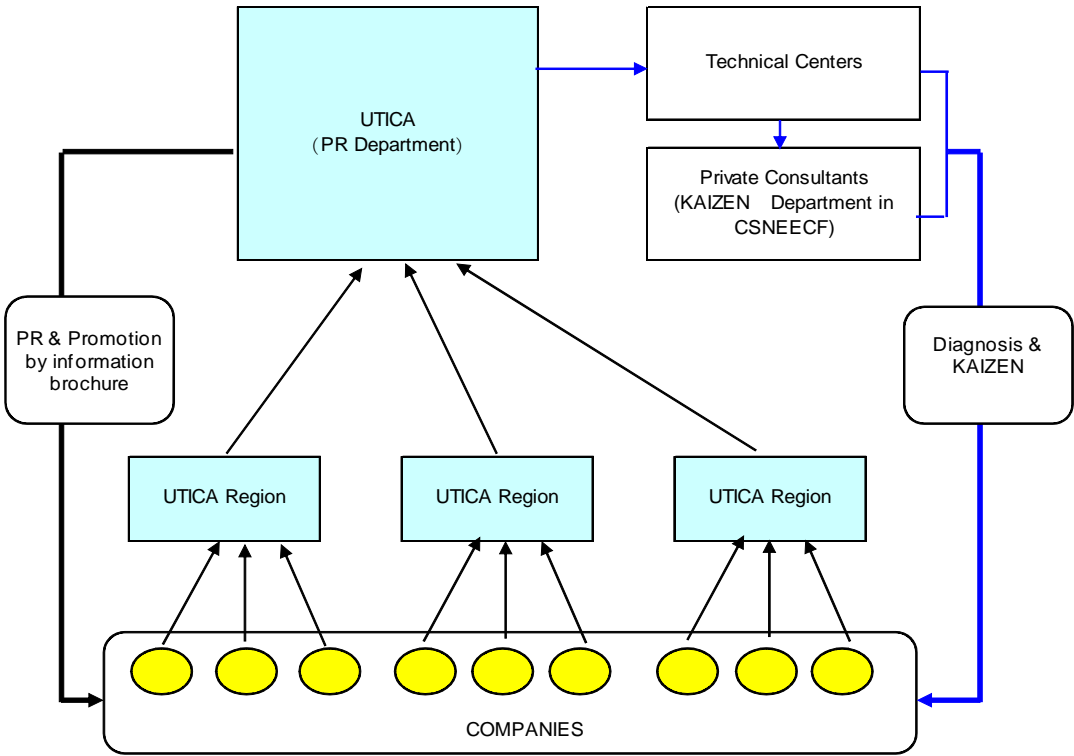 Technical Centers
UTICA
（PR Department）
Private Consultants
(KAIZEN Department in
CSNEECF)
PR & Promotion
by information
brochure
Diagnosis &
KAIZEN
UTICA Region
UTICA Region
UTICA Region
COMPANIES